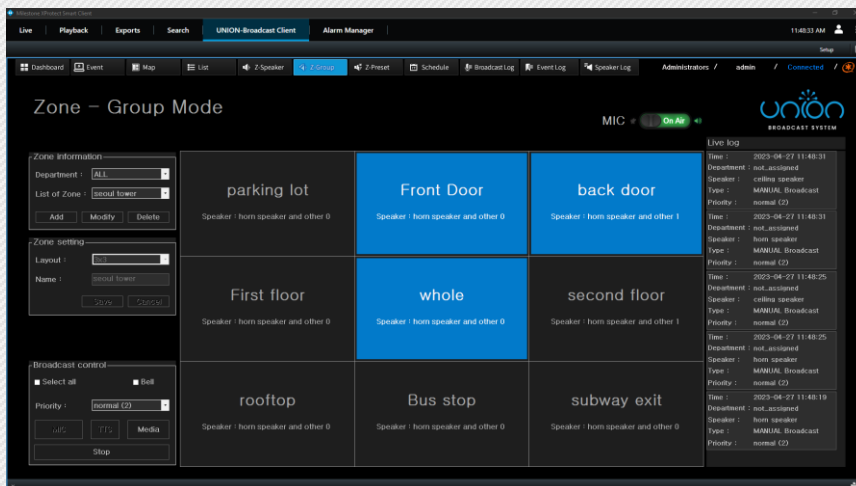 Milestone XProtect Smart Client
Live Playback Exports Search UNION-Broadcast Client Alarm Manager 11:48:33 AM
Setup
Dashboard Event Map List Z-Speaker Z-Group Z-Preset Schedule Broadcast Log Event Log Speaker Log Administrators / admin / Connected /
Zone - Group Mode
MIC On Air
union
BROADCAST SYSTEM
Zone Information
Department : ALL
List of Zone : seoul tower
Add Modify Delete
Zone setting
Layout : 3x3
Name : seoul tower
Save Cancel
Broadcast control
Select all Bell
Priority : normal (2)
MIC TTS Media
Stop
parking lot
Speaker : horn speaker and other 0
Front Door
Speaker : horn speaker and other 0
back door
Speaker : horn speaker and other 1
First floor
Speaker : horn speaker and other 0
whole
Speaker : horn speaker and other 0
second floor
Speaker : horn speaker and other 1
rooftop
Speaker : horn speaker and other 0
Bus stop
Speaker : horn speaker and other 0
subway exit
Speaker : horn speaker and other 0
Live log
Time : 2023-04-27 11:48:31
Department : not_assigned
Speaker : celling speaker
Type : MANUAL Broadcast
Priority : normal (2)
Time : 2023-04-27 11:48:31
Department : not_assigned
Speaker : horn speaker
Type : MANUAL Broadcast
Priority : normal (2)
Time : 2023-04-27 11:48:25
Department : not_assigned
Speaker : celling speaker
Type : MANUAL Broadcast
Priority : normal (2)
Time : 2023-04-27 11:48:25
Department : not_assigned
Speaker : horn speaker
Type : MANUAL Broadcast
Priority : normal (2)
Time : 2023-04-27 11:48:19
Department : not_assigned
Speaker : horn speaker
Type : MANUAL Broadcast
Priority : normal (2)